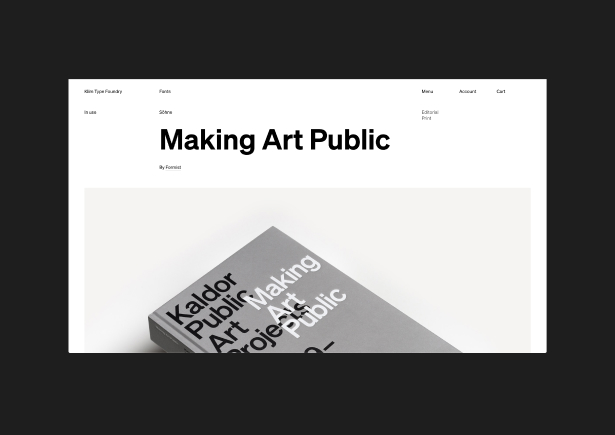 Klim Type Foundry
Fonts
Menu
Account
Cart
In use
Söhne
Editorial
Print
Making Art Public
By Formist
Kaldor
Public
Art
Projects
Making
Art
Public